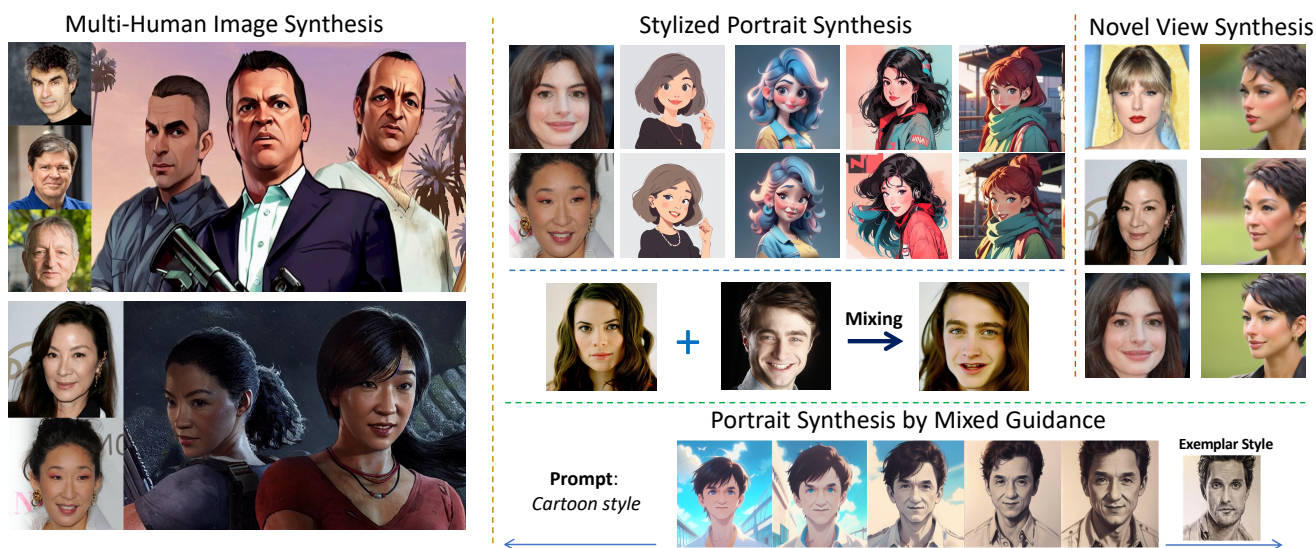 Multi-Human Image Synthesis
Stylized Portrait Synthesis
Novel View Synthesis
Mixing
Portrait Synthesis by Mixed Guidance
Prompt:
Cartoon style
Exemplar Style